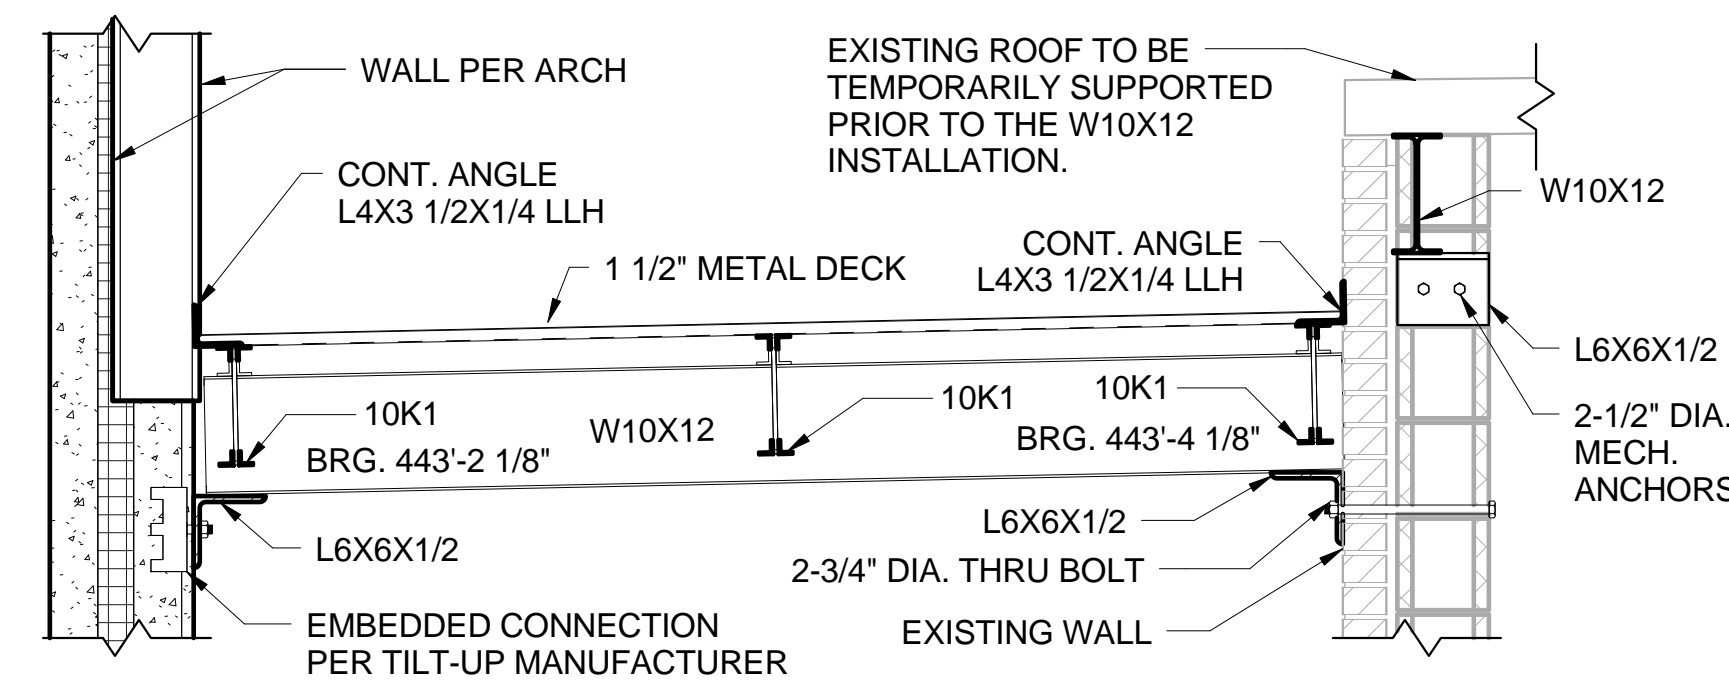 WALL PER ARCH
EXISTING ROOF TO BE
TEMPORARILY SUPPORTED
PRIOR TO THE W10X12
INSTALLATION.
CONT. ANGLE
L4X3 1/2X1/4 LLH
W10X12
CONT. ANGLE
L4X3 1/2X1/4 LLH
1 1/2" METAL DECK
L6X6X1/2
10K1
BRG. 443'-2 1/8"
W10X12
10K1
10K1
BRG. 443'-4 1/8"
2-1/2" DIA.
MECH.
ANCHORS
L6X6X1/2
L6X6X1/2
2-3/4" DIA. THRU BOLT
EMBEDDED CONNECTION
PER TILT-UP MANUFACTURER
EXISTING WALL